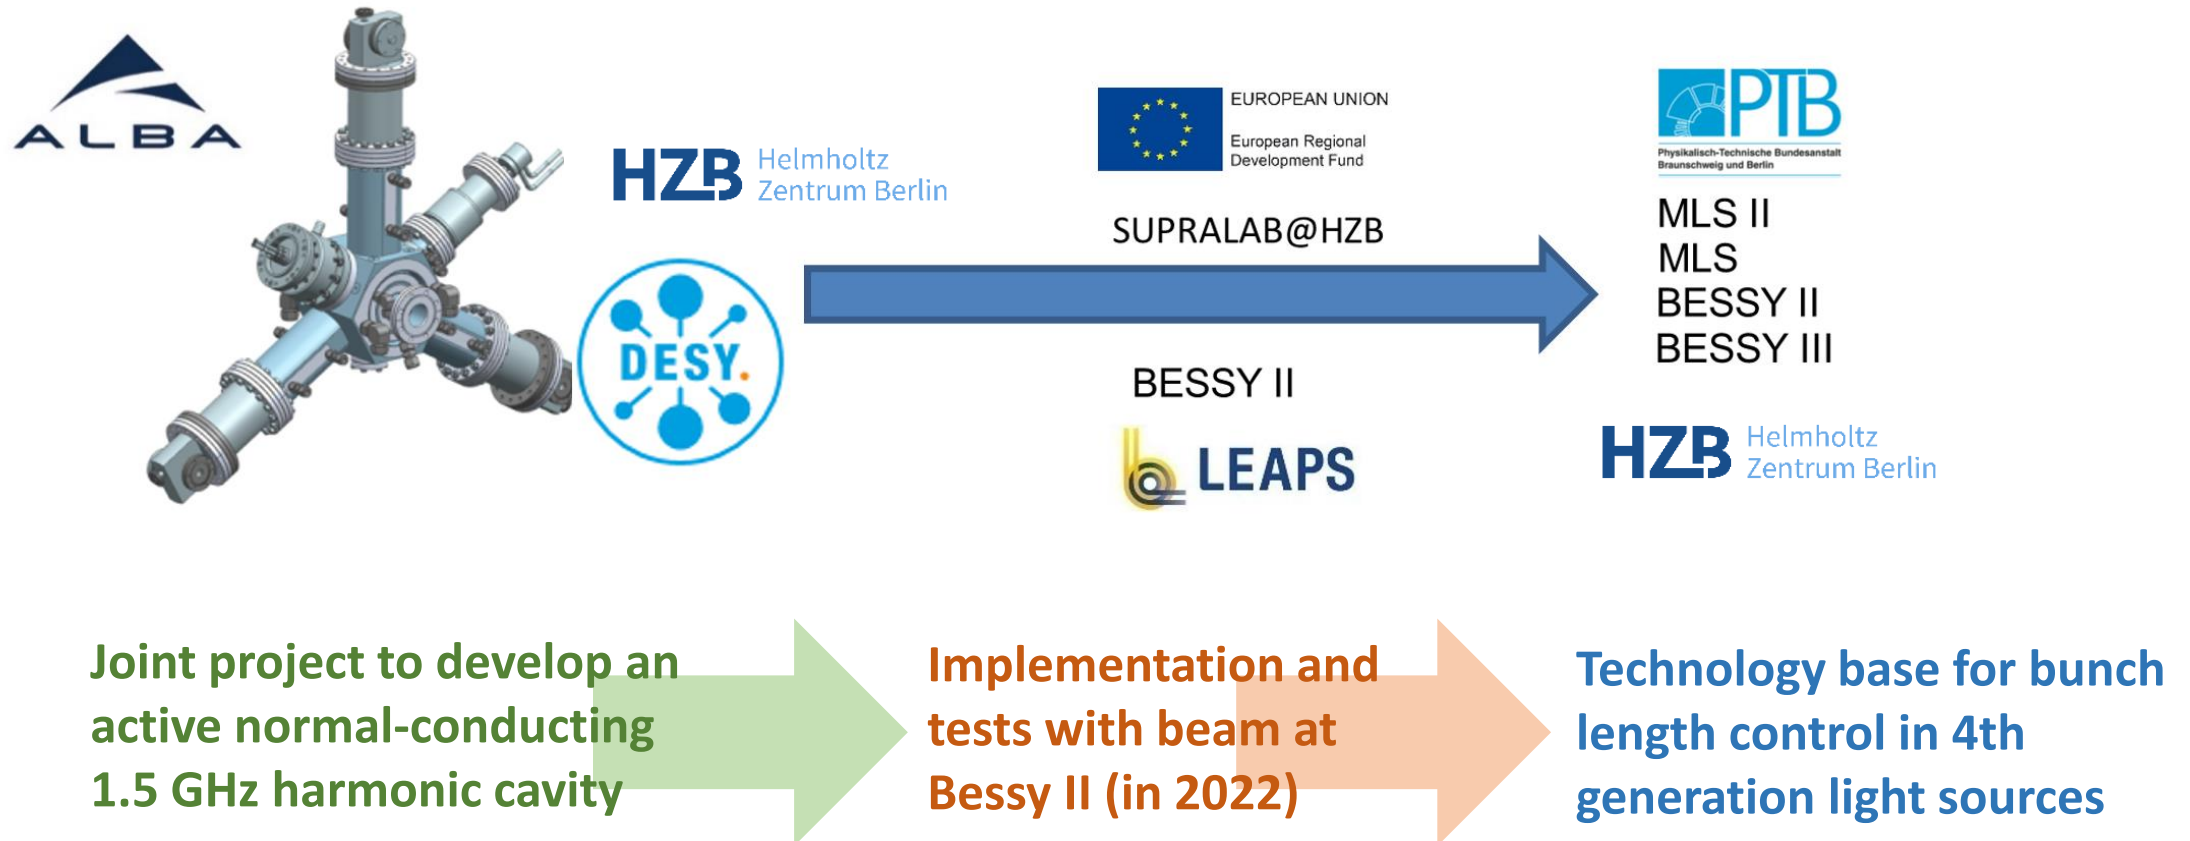 ALBA
HZB Helmholtz
Zentrum Berlin
DESY.
EUROPEAN UNION
European Regional
Development Fund
SUPRALAB@HZB
BESSY II
LEAPS
PTB
Physikalisch-Technische Bundesanstalt
Braunschweig und Berlin
MLS II
MLS
BESSY II
BESSY III
HZB Helmholtz
Zentrum Berlin
Joint project to develop an
active normal-conducting
1.5 GHz harmonic cavity
Implementation and
tests with beam at
Bessy II (in 2022)
Technology base for bunch
length control in 4th
generation light sources